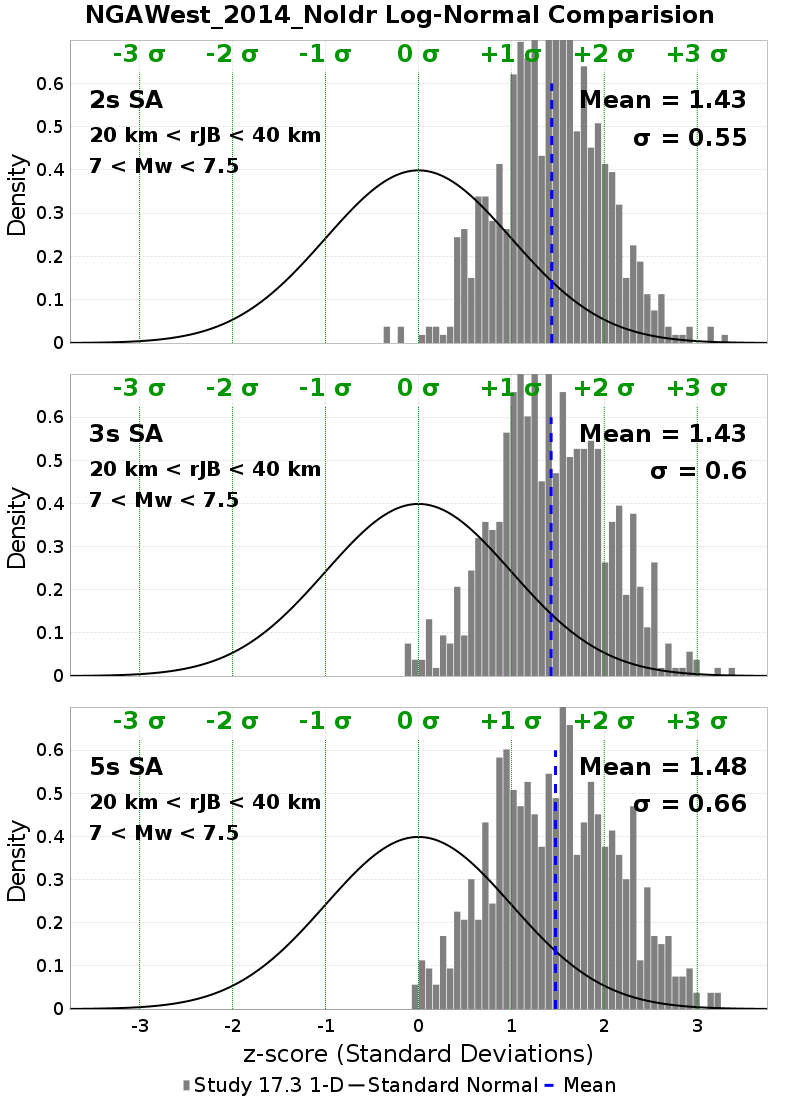 NGAWest_2014_NoIdr Log-Normal Comparision
-3 σ -2 σ -1 σ 0 σ +1 σ +2 σ +3 σ
0.6
2s SA
Mean = 1.43
0.5
20 km < rJB < 40 km
σ = 0.55
0.4
7 < Mw < 7.5
0.3
0.2
0.1
0
Density
-3 σ -2 σ -1 σ 0 σ +1 σ +2 σ +3 σ
0.6
3s SA
Mean = 1.43
0.5
20 km < rJB < 40 km
σ = 0.6
0.4
7 < Mw < 7.5
0.3
0.2
0.1
0
Density
-3 σ -2 σ -1 σ 0 σ +1 σ +2 σ +3 σ
0.6
5s SA
Mean = 1.48
0.5
20 km < rJB < 40 km
σ = 0.66
0.4
7 < Mw < 7.5
0.3
0.2
0.1
0
Density
-3 -2 -1 0 1 2 3
z-score (Standard Deviations)
Study 17.3 1-D Standard Normal Mean